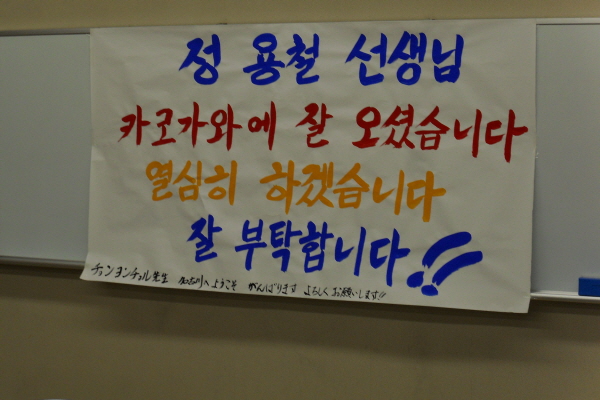 정 용철 선생님
카코가와에 잘 오셨습니다
열심히 하겠습니다
잘 부탁합니다!!
チョンヨンチョル先生 加古川へようこそ がんばります よろしくお願いします!!